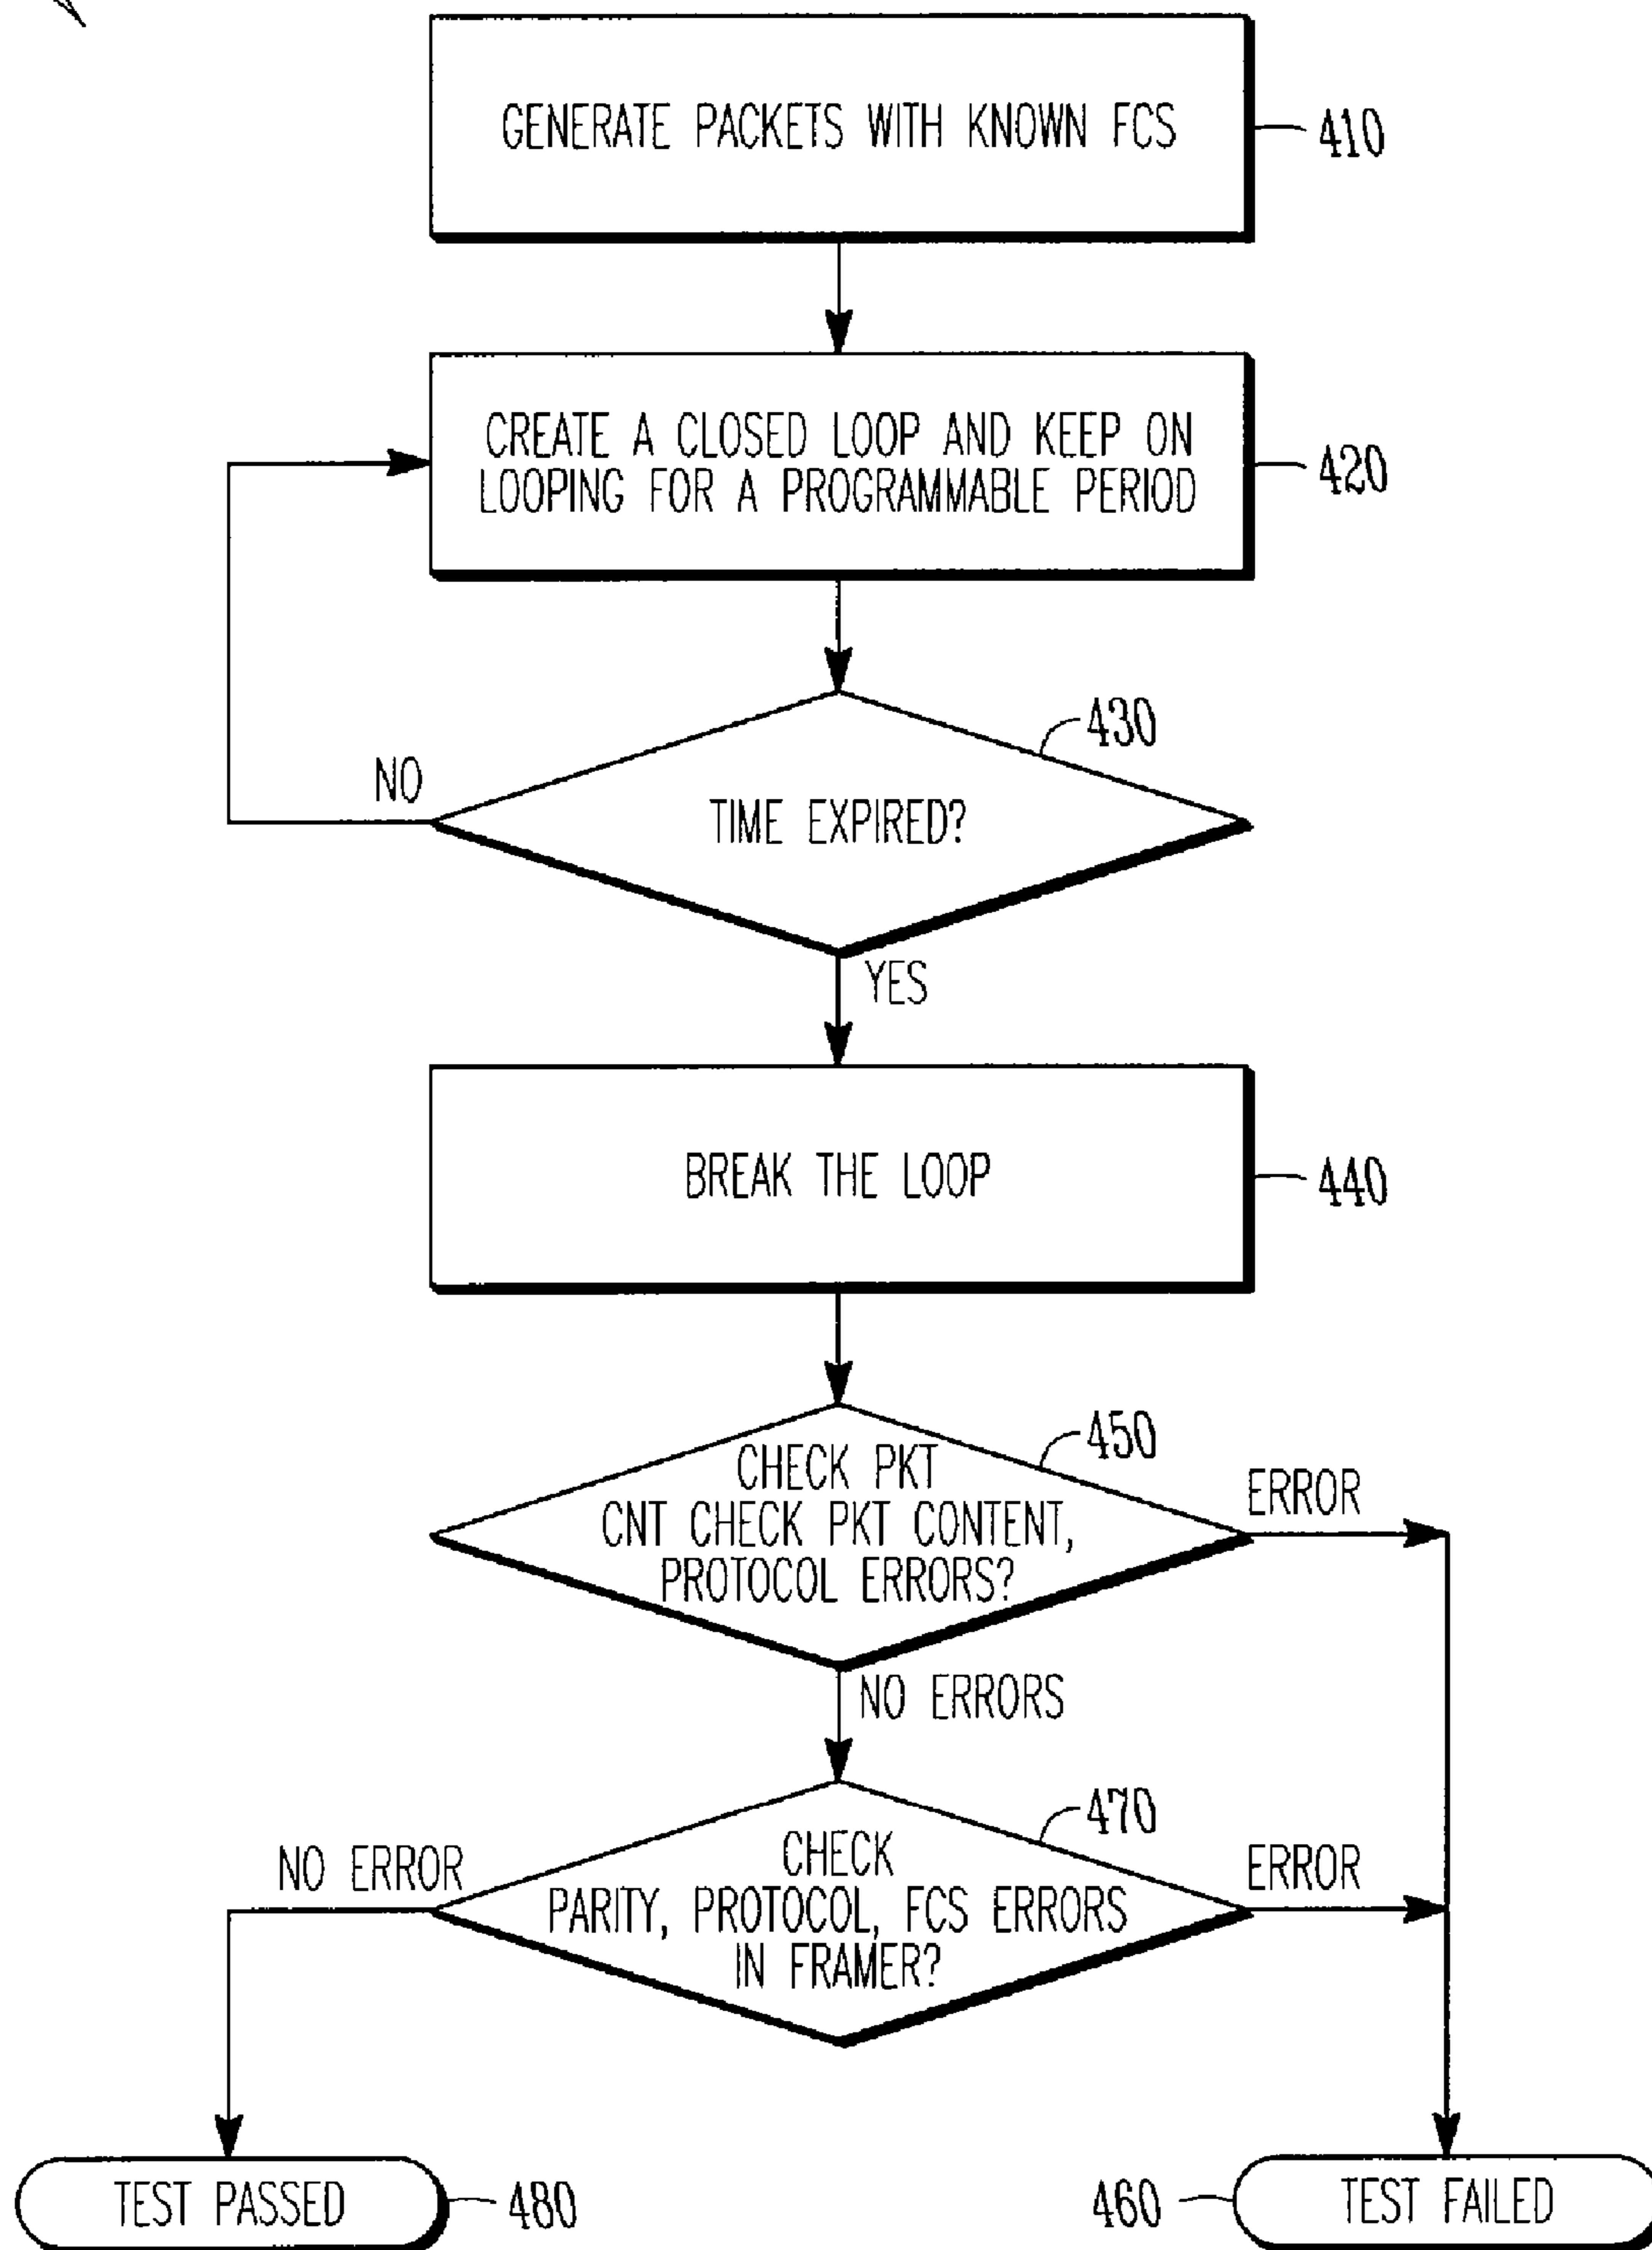 GENERATE PACKETS WITH KNOWN FCS
410
CREATE A CLOSED LOOP AND KEEP ON
LOOPING FOR A PROGRAMMABLE PERIOD
420
430
NO
TIME EXPIRED?
YES
BREAK THE LOOP
440
450
CHECK PKT
CNT CHECK PKT CONTENT,
PROTOCOL ERRORS?
ERROR
NO ERRORS
470
NO ERROR
CHECK
PARITY, PROTOCOL, FCS ERRORS
IN FRAMER?
ERROR
TEST PASSED
480
460
TEST FAILED